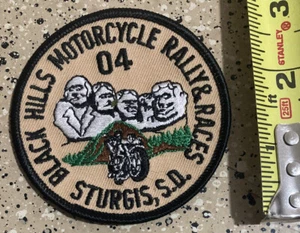 BLACK HILLS MOTORCYCLE RALLY & RACES
04
STURGIS, S.D.
1
2
3
STANLEY